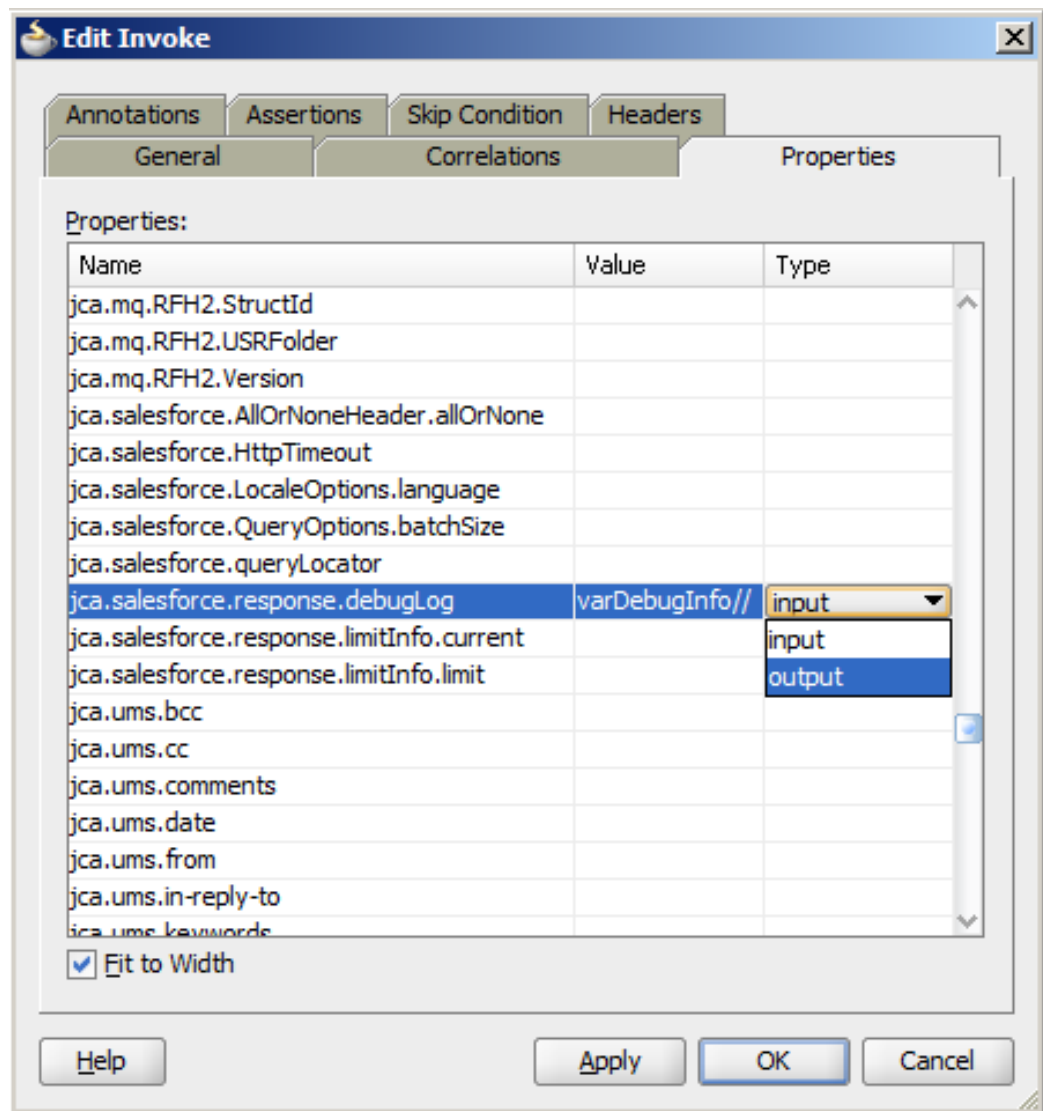 Edit Invoke
Annotations Assertions Skip Condition Headers
General Correlations Properties
Properties:
Name Value Type
jca.mq.RFH2.StructId
jca.mq.RFH2.USRFolder
jca.mq.RFH2.Version
jca.salesforce.AllOrNoneHeader.allOrNone
jca.salesforce.HttpTimeout
jca.salesforce.LocaleOptions.language
jca.salesforce.QueryOptions.batchSize
jca.salesforce.queryLocator
jca.salesforce.response.debugLog varDebugInfo// input
jca.salesforce.response.limitInfo.current input
jca.salesforce.response.limitInfo.limit output
jca.ums.bcc
jca.ums.cc
jca.ums.comments
jca.ums.date
jca.ums.from
jca.ums.in-reply-to
jca.ums.keywords
Fit to Width
Help Apply OK Cancel